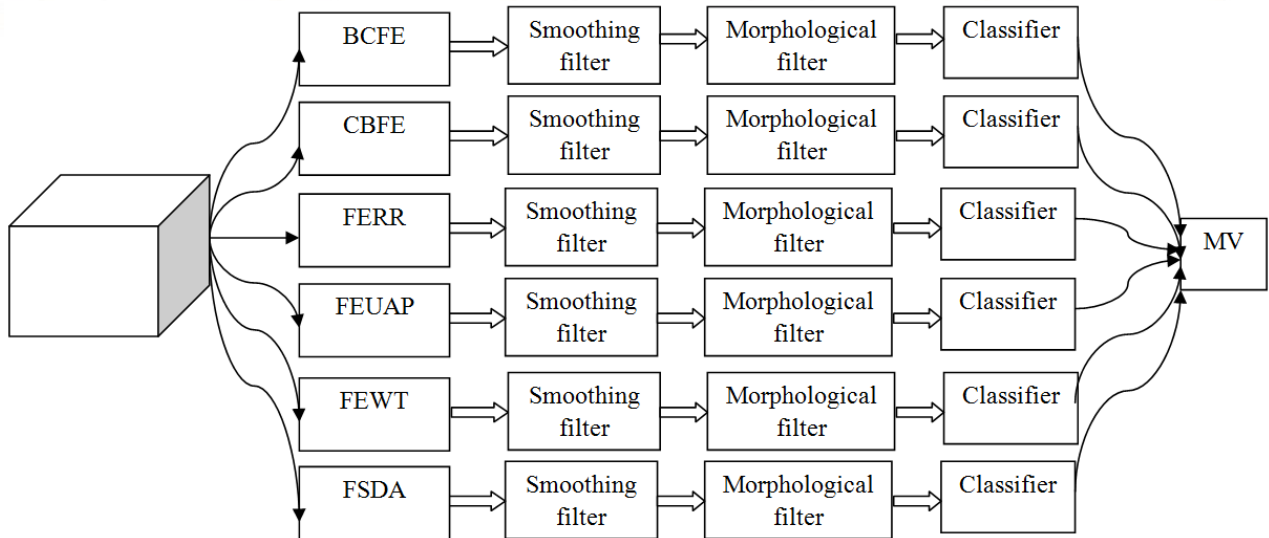 BCFE
Smoothing
filter
Morphological
filter
Classifier
CBFE
Smoothing
filter
Morphological
filter
Classifier
FERR
Smoothing
filter
Morphological
filter
Classifier
MV
FEUAP
Smoothing
filter
Morphological
filter
Classifier
FEWT
Smoothing
filter
Morphological
filter
Classifier
FSDA
Smoothing
filter
Morphological
filter
Classifier